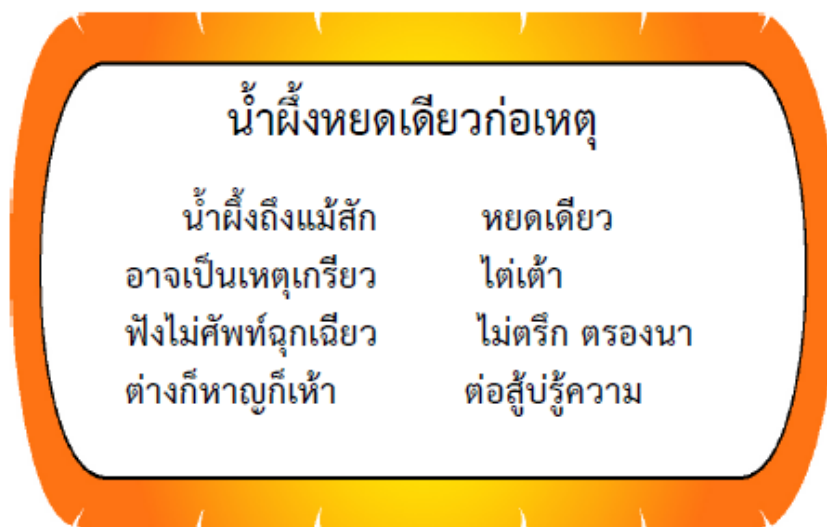 น้ำผึ้งหยดเดียวก่อเหตุ
น้ำผึ้งถึงแม้สัก หยดเดียว
อาจเป็นเหตุเกรียว ไต่เต้า
ฟังไม่ศัพท์ฉุกเฉียว ไม่ตรึก ตรองนา
ต่างก็หาญก็เห้า ต่อสู้บ่รู้ความ